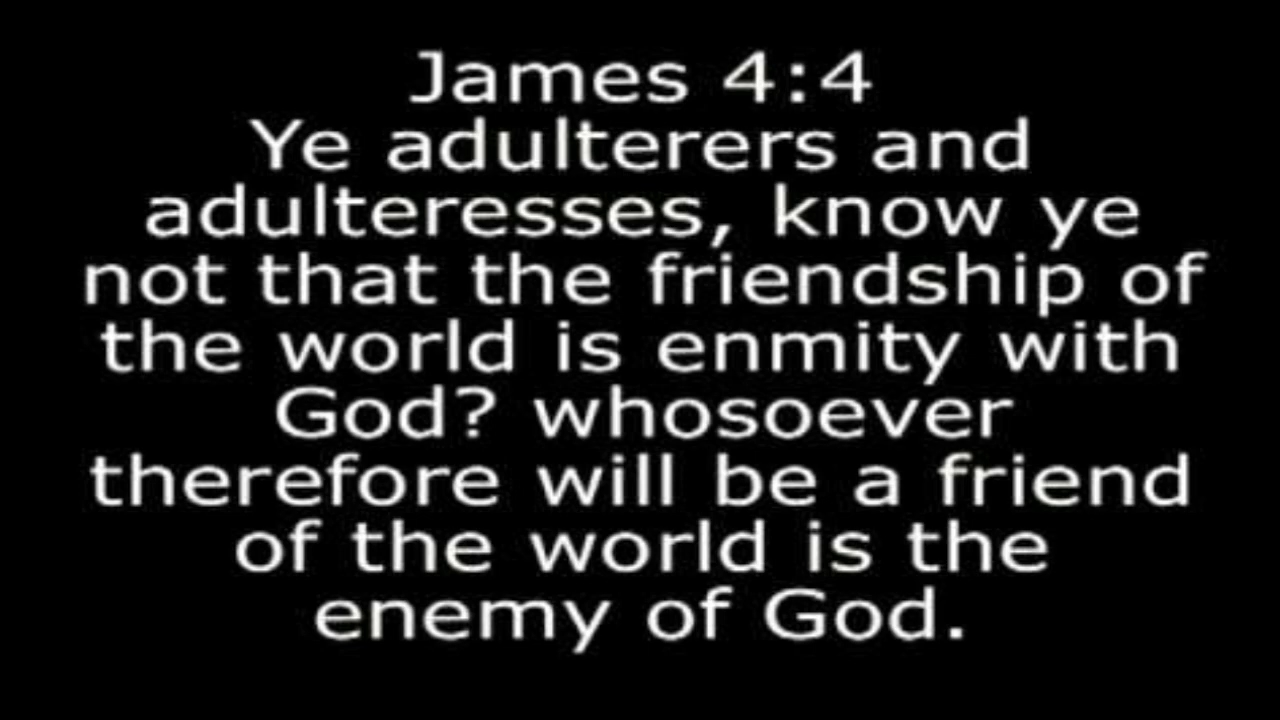 James 4:4
Ye adulterers and
adulteresses, know ye
not that the friendship of
the world is enmity with
God? whosoever
therefore will be a friend
of the world is the
enemy of God.